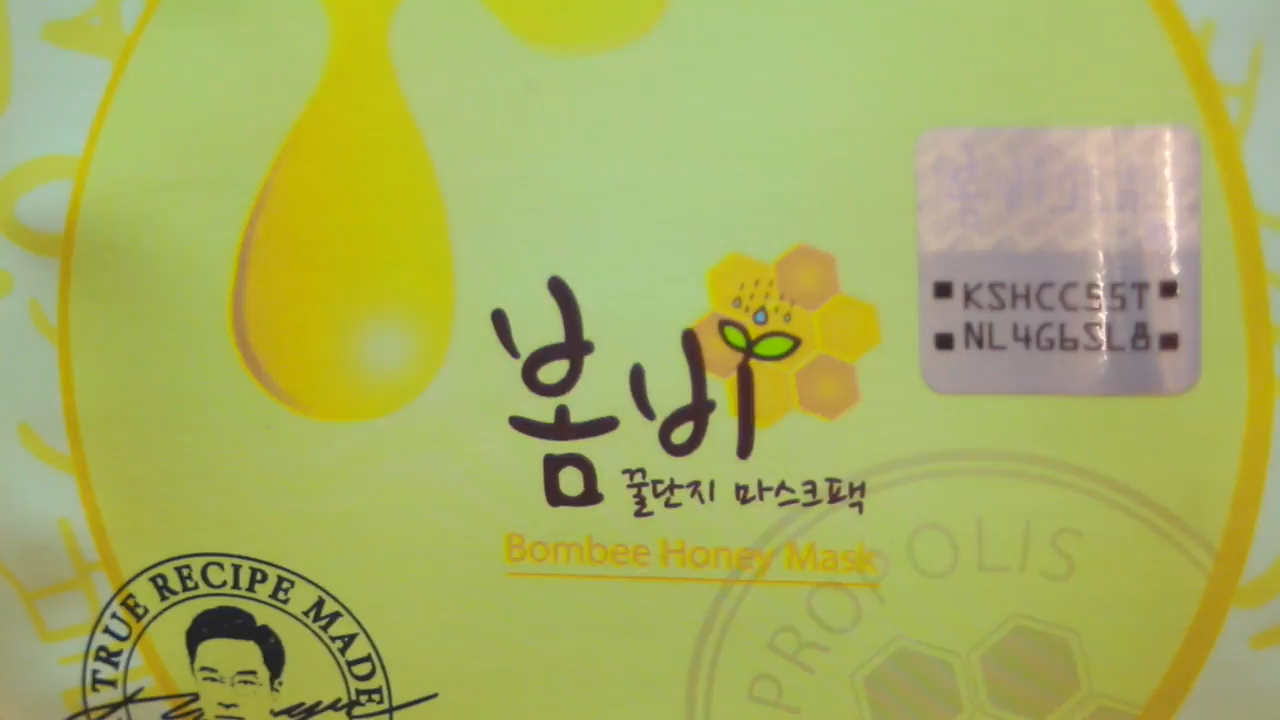 KSHCC55T
NL4G6SL8
봄비
꿀단지 마스크팩
Bombee Honey Mask
PROPOLIS
TRUE RECIPE MADE